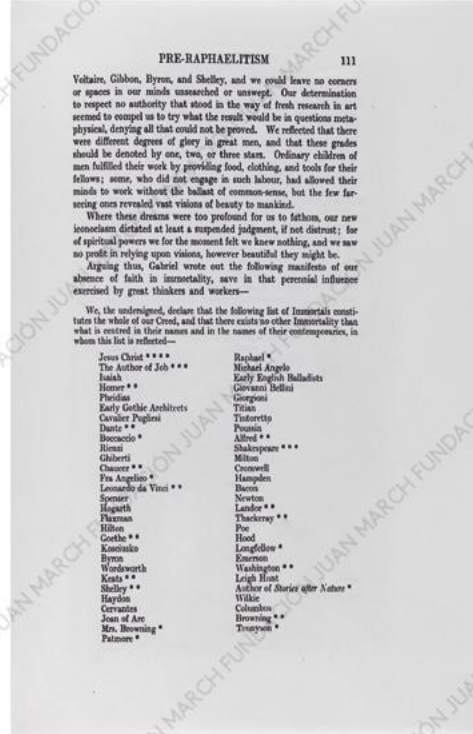 PRE-RAPHAELITISM 111
Voltaire, Gibbon, Byron, and Shelley, and we could leave no corners
or spaces in our minds unsearched or unswept. Our determination
to respect no authority that stood in the way of fresh research in art
seemed to compel us to try what the result would be in questions meta-
physical, denying all that could not be proved. We reflected that there
were different degrees of glory in great men, and that these grades
should be denoted by one, two, or three stars. Ordinary children of
men fulfilled their work by providing food, clothing, and tools for their
fellows; some, who did not engage in such labour, had allowed their
minds to work without the ballast of common-sense, but the few far-
seeing ones revealed vast visions of beauty to mankind.
Where these dreams were too profound for us to fathom, our new
iconoclasm dictated at least a suspended judgment, if not distrust; for
of spiritual powers we for the moment felt we knew nothing, and we saw
no profit in relying upon visions, however beautiful they might be.
Arguing thus, Gabriel wrote out the following manifesto of our
absence of faith in immortality, save in that perennial influence
exercised by great thinkers and workers—
We, the undersigned, declare that the following list of Immortals consti-
tutes the whole of our Creed, and that there exists no other Immortality than
what is centred in their names and in the names of their contemporaries, in
whom this list is reflected—
Jesus Christ * * * *
The Author of Job * * *
Isaiah
Homer * *
Pheidias
Early Gothic Architects
Cavalier Pugliesi
Dante * *
Boccaccio *
Rienzi
Ghiberti
Chaucer * *
Fra Angelico *
Leonardo da Vinci * *
Spenser
Hogarth
Flaxman
Hilton
Goethe * *
Kosciusko
Byron
Wordsworth
Keats * *
Shelley * *
Haydon
Cervantes
Joan of Arc
Mrs. Browning *
Patmore *
Raphael *
Michael Angelo
Early English Balladists
Giovanni Bellini
Giorgioni
Titian
Tintoretto
Poussin
Alfred * *
Shakespeare * * *
Milton
Cromwell
Hampden
Bacon
Newton
Landor * *
Thackeray * *
Poe
Hood
Longfellow *
Emerson
Washington * *
Leigh Hunt
Author of Stories after Nature *
Wilkie
Columbus
Browning * *
Tennyson *
FUNDACIÓN JUAN MARCH